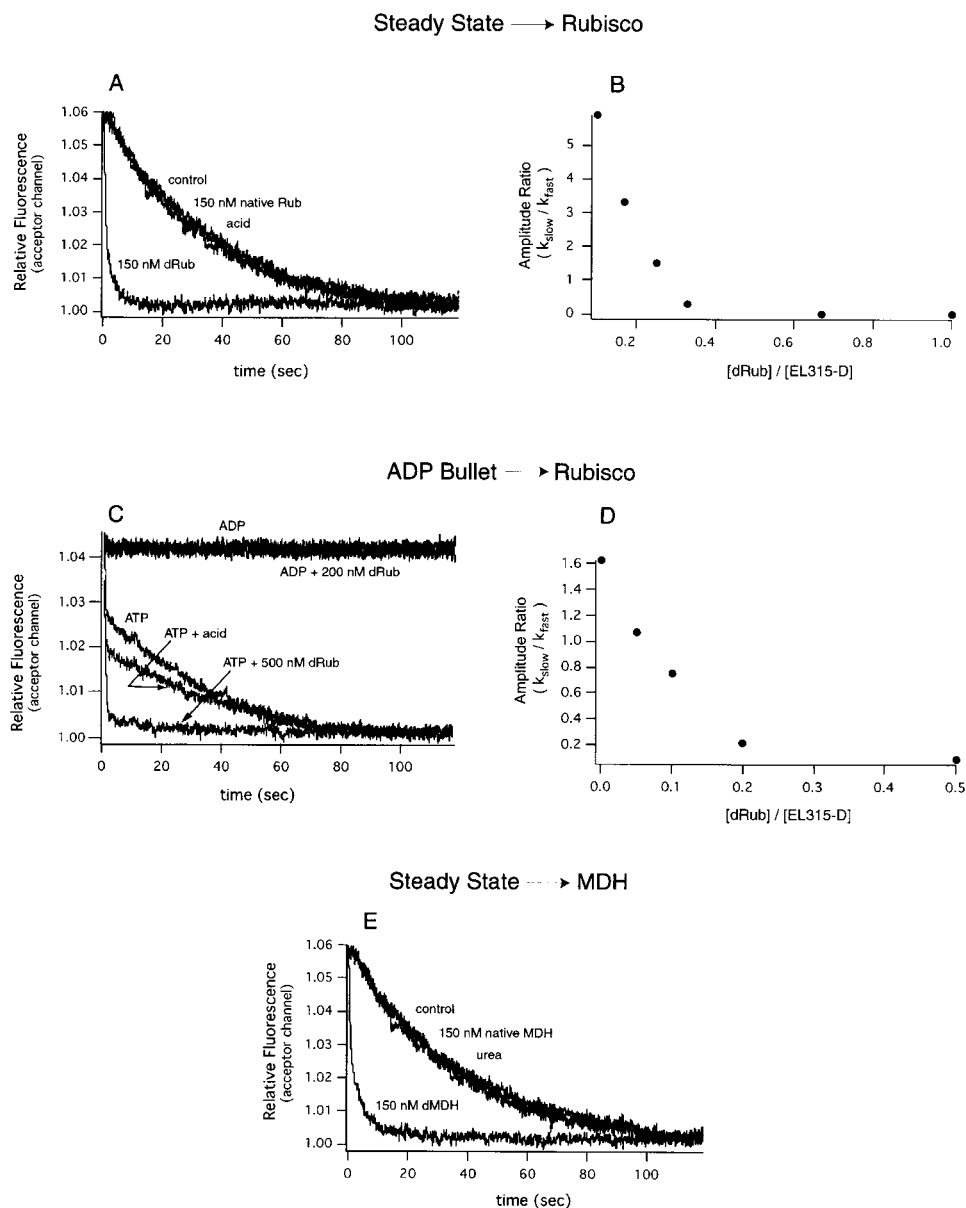 Steady State → Rubisco
A
Relative Fluorescence
(acceptor channel)
1.06
1.05
1.04
1.03
1.02
1.01
1.00
control
150 nM native Rub
acid
150 nM dRub
0 20 40 60 80 100
time (sec)
B
Amplitude Ratio
( kslow / kfast )
5
4
3
2
1
0
0.2 0.4 0.6 0.8 1.0
[dRub] / [EL315-D]
ADP Bullet → Rubisco
C
Relative Fluorescence
(acceptor channel)
1.04
1.03
1.02
1.01
1.00
ADP
ADP + 200 nM dRub
ATP
ATP + acid
ATP + 500 nM dRub
0 20 40 60 80 100
time (sec)
D
Amplitude Ratio
( kslow / kfast )
1.6
1.4
1.2
1.0
0.8
0.6
0.4
0.2
0.0 0.1 0.2 0.3 0.4 0.5
[dRub] / [EL315-D]
Steady State → MDH
E
Relative Fluorescence
(acceptor channel)
1.06
1.05
1.04
1.03
1.02
1.01
1.00
control
150 nM native MDH
urea
150 nM dMDH
0 20 40 60 80 100
time (sec)